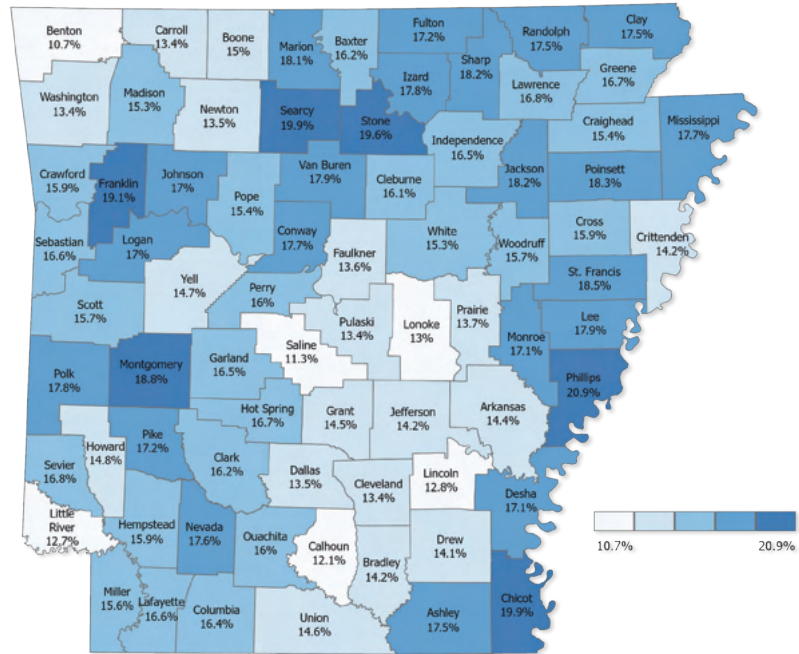 Benton
10.7%
Carroll
13.4%
Boone
15%
Marion
18.1%
Baxter
16.2%
Fulton
17.2%
Randolph
17.5%
Clay
17.5%
Izard
17.8%
Sharp
18.2%
Lawrence
16.8%
Greene
16.7%
Washington
13.4%
Madison
15.3%
Newton
13.5%
Searcy
19.9%
Stone
19.6%
Independence
16.5%
Craighead
15.4%
Mississippi
17.7%
Crawford
15.9%
Franklin
19.1%
Johnson
17%
Pope
15.4%
Van Buren
17.9%
Cleburne
16.1%
Jackson
18.2%
Poinsett
18.3%
Sebastian
16.6%
Logan
17%
Conway
17.7%
Faulkner
13.6%
White
15.3%
Woodruff
15.7%
Cross
15.9%
Crittenden
14.2%
Scott
15.7%
Yell
14.7%
Perry
16%
Pulaski
13.4%
Lonoke
13%
Prairie
13.7%
St. Francis
18.5%
Monroe
17.1%
Lee
17.9%
Polk
17.8%
Montgomery
18.8%
Garland
16.5%
Saline
11.3%
Phillips
20.9%
Hot Spring
16.7%
Grant
14.5%
Jefferson
14.2%
Arkansas
14.4%
Howard
14.8%
Pike
17.2%
Clark
16.2%
Sevier
16.8%
Dallas
13.5%
Cleveland
13.4%
Lincoln
12.8%
Desha
17.1%
Little
River
12.7%
Hempstead
15.9%
Nevada
17.6%
Ouachita
16%
Calhoun
12.1%
Bradley
14.2%
Drew
14.1%
Miller
15.6%
Lafayette
16.6%
Columbia
16.4%
Union
14.6%
Ashley
17.5%
Chicot
19.9%
10.7%
20.9%